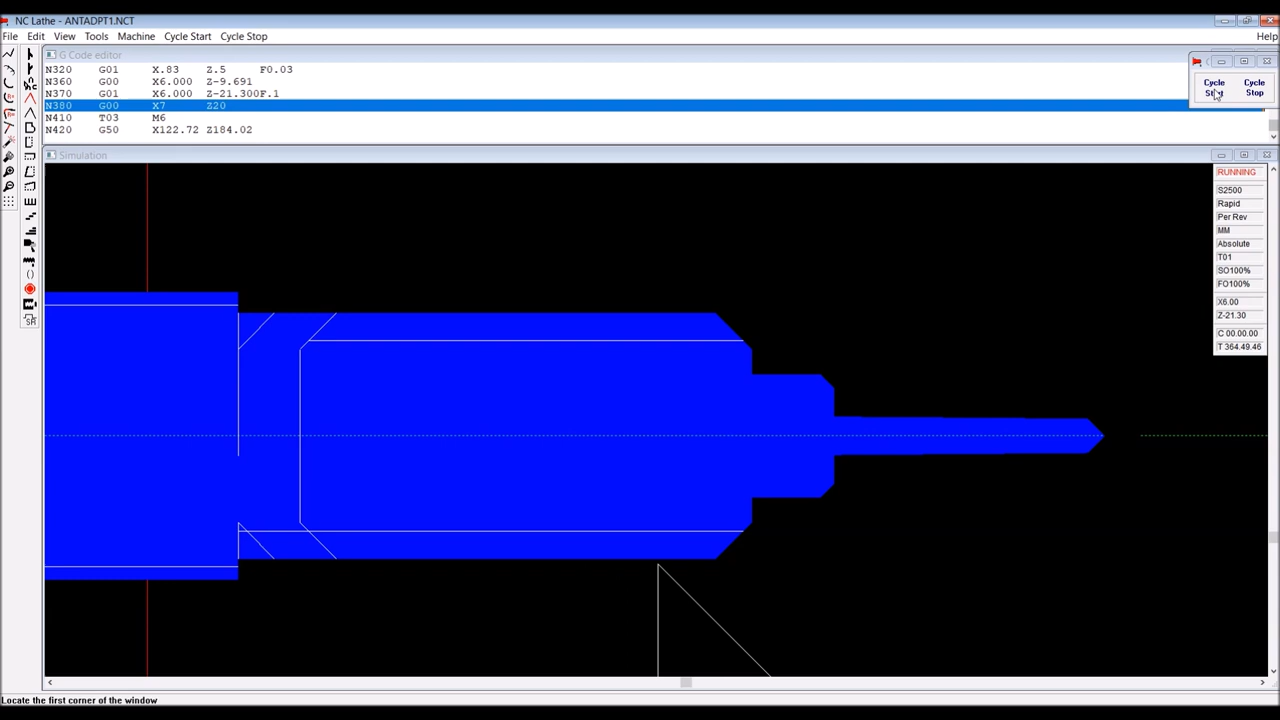 NC Lathe - ANTADPT1.NCT
File Edit View Tools Machine Cycle Start Cycle Stop Help
G Code editor
N320 G01 X.83 Z.5 F0.03
N360 G00 X6.000 Z-9.691
N370 G01 X6.000 Z-21.300F.1
N380 G00 X7 Z20
N410 T03 M6
N420 G50 X122.72 Z184.02
Cycle Start
Cycle Stop
Simulation
RUNNING
S2500
Rapid
Per Rev
MM
Absolute
T01
SO100%
FO100%
X6.00
Z-21.30
C 00.00.00
T 364.49.46
SR
Locate the first corner of the window